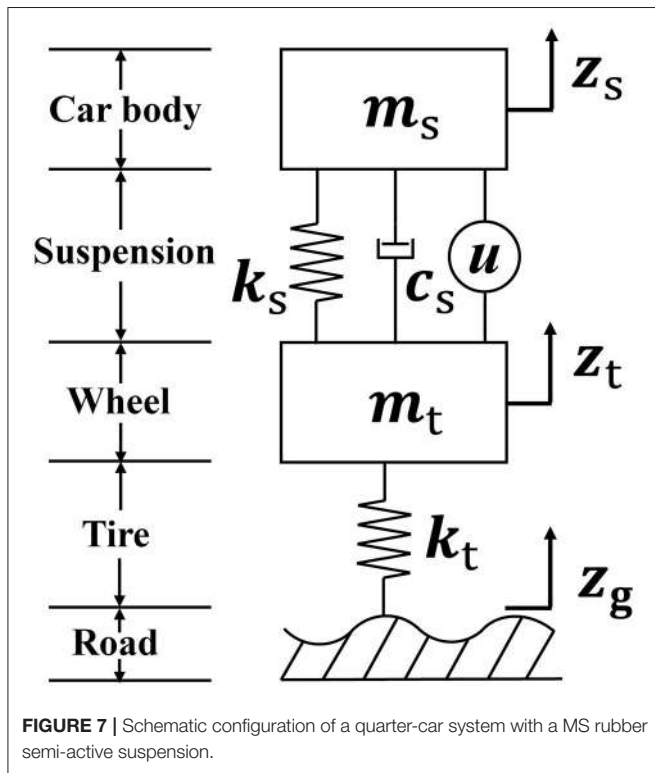 Car body
Suspension
Wheel
Tire
Road
m_s
z_s
k_s
c_s
u
m_t
z_t
k_t
z_g
FIGURE 7 | Schematic configuration of a quarter-car system with a MS rubber
semi-active suspension.